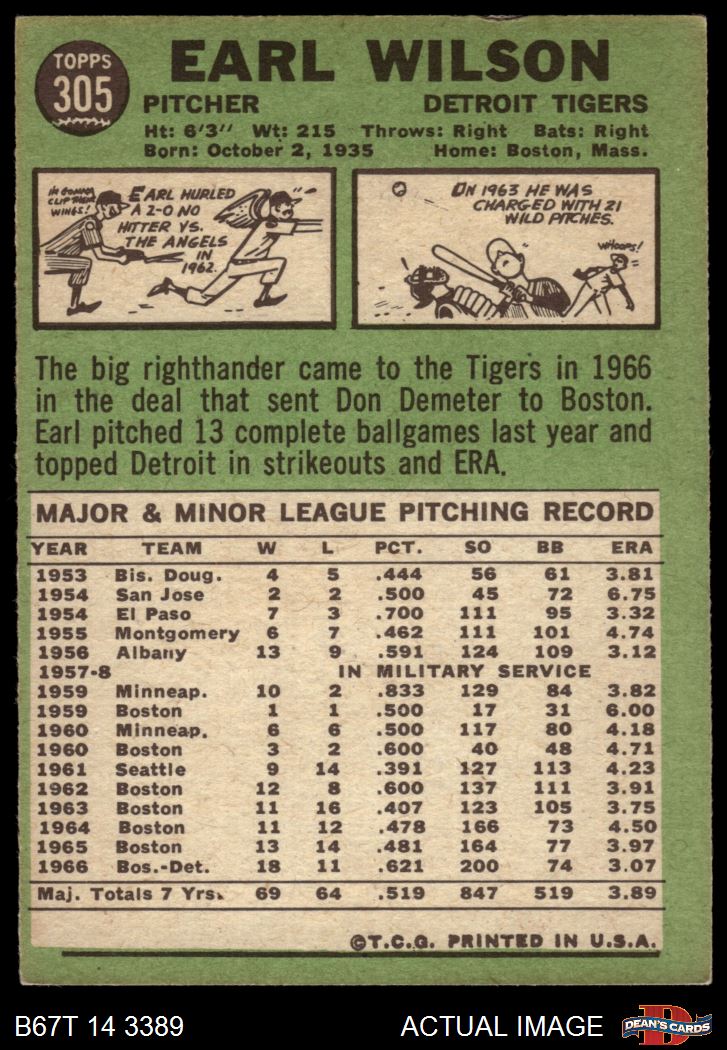 TOPPS
305
EARL WILSON
PITCHER DETROIT TIGERS
Ht: 6'3" Wt: 215 Throws: Right Bats: Right
Born: October 2, 1935 Home: Boston, Mass.
I'M GONNA
CLIP THEM
WINGS!
EARL HURLED
A 2-0 NO
HITTER VS.
THE ANGELS
IN
1962.
IN 1963 HE WAS
CHARGED WITH 21
WILD PITCHES.
WHOOPS!
The big righthander came to the Tigers in 1966
in the deal that sent Don Demeter to Boston.
Earl pitched 13 complete ballgames last year and
topped Detroit in strikeouts and ERA.
MAJOR & MINOR LEAGUE PITCHING RECORD
YEAR TEAM W L PCT. SO BB ERA
1953 Bis. Doug. 4 5 .444 56 61 3.81
1954 San Jose 2 2 .500 45 72 6.75
1954 El Paso 7 3 .700 111 95 3.32
1955 Montgomery 6 7 .462 111 101 4.74
1956 Albany 13 9 .591 124 109 3.12
1957-8 IN MILITARY SERVICE
1959 Minneap. 10 2 .833 129 84 3.82
1959 Boston 1 1 .500 17 31 6.00
1960 Minneap. 6 6 .500 117 80 4.18
1960 Boston 3 2 .600 40 48 4.71
1961 Seattle 9 14 .391 127 113 4.23
1962 Boston 12 8 .600 137 111 3.91
1963 Boston 11 16 .407 123 105 3.75
1964 Boston 11 12 .478 166 73 4.50
1965 Boston 13 14 .481 164 77 3.97
1966 Bos.-Det. 18 11 .621 200 74 3.07
Maj. Totals 7 Yrs. 69 64 .519 847 519 3.89
©T.C.G. PRINTED IN U.S.A.
B67T 14 3389 ACTUAL IMAGE
D
DEAN'S CARDS